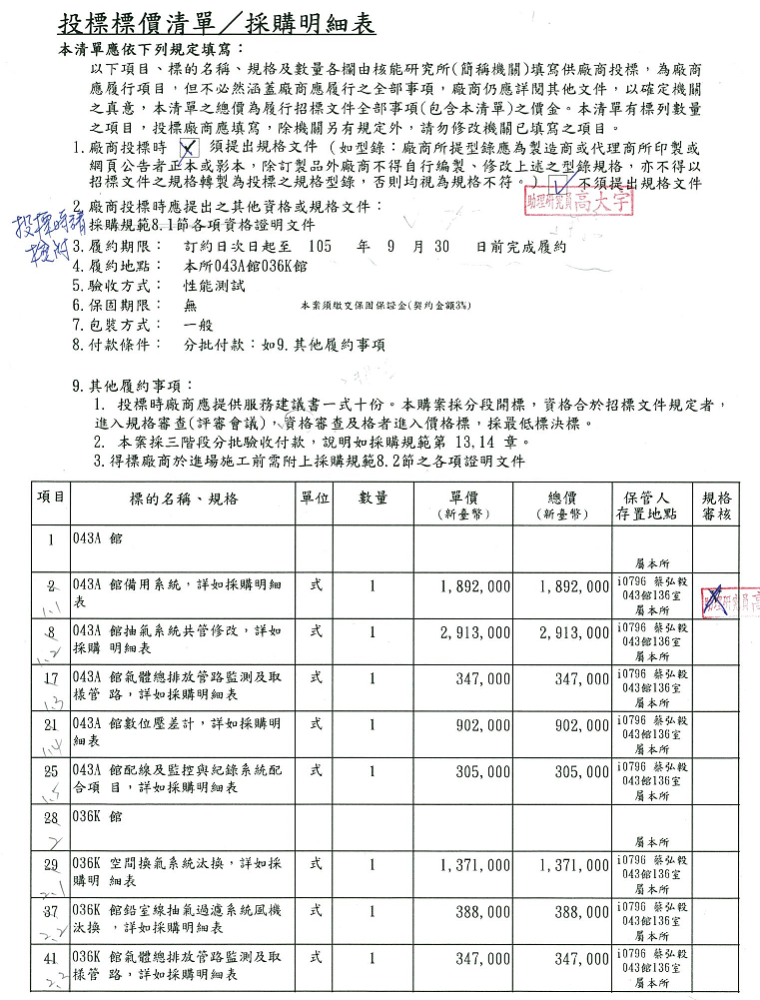 投標標價清單／採購明細表
本清單應依下列規定填寫：
以下項目、標的名稱、規格及數量各欄由核能研究所(簡稱機關)填寫供廠商投標，為廠商
應履行項目，但不必然涵蓋廠商應履行之全部事項，廠商仍應詳閱其他文件，以確定機關
之真意，本清單之總價為履行招標文件全部事項(包含本清單)之價金。本清單有標列數量
之項目，投標廠商應填寫，除機關另有規定外，請勿修改機關已填寫之項目。
1.廠商投標時 須提出規格文件（如型錄：廠商所提型錄應為製造商或代理商所印製或
網頁公告者正本或影本，除訂製品外廠商不得自行編製、修改上述之型錄規格，亦不得以
招標文件之規格轉製為投標之規格型錄，否則均視為規格不符。） 不須提出規格文件
2.廠商投標時應提出之其他資格或規格文件：
助理研究員 高大宇
投標時請
檢附
採購規範8.1節各項資格證明文件
3.履約期限： 訂約日次日起至 105 年 9 月 30 日前完成履約
4.履約地點： 本所043A館036K館
5.驗收方式： 性能測試
6.保固期限： 無 本案須繳交保固保證金(契約金額3%)
7.包裝方式： 一般
8.付款條件： 分批付款：如9.其他履約事項
9.其他履約事項：
1. 投標時廠商應提供服務建議書一式十份。本購案採分段開標，資格合於招標文件規定者，
進入規格審查(評審會議)，資格審查及格者進入價格標，採最低標決標。
2. 本案採三階段分批驗收付款，說明如採購規範第 13,14 章。
3.得標廠商於進場施工前需附上採購規範8.2節之各項證明文件
項目 標的名稱、規格 單位 數量 單價 總價 保管人 規格
(新臺幣) (新臺幣) 存置地點 審核
1 043A 館
屬本所
2 043A 館備用系統，詳如採購明細 式 1 1,892,000 1,892,000 i0796 蔡弘毅
1.1 表 043館136室
屬本所
助理研究員 高
8 043A 館抽氣系統共管修改，詳如 式 1 2,913,000 2,913,000 i0796 蔡弘毅
1.2 採購 明細表 043館136室
屬本所
17 043A 館氣體總排放管路監測及取 式 1 347,000 347,000 i0796 蔡弘毅
1.3 樣管 路，詳如採購明細表 043館136室
屬本所
21 043A 館數位壓差計，詳如採購明 式 1 902,000 902,000 i0796 蔡弘毅
1.4 細表 043館136室
屬本所
25 043A 館配線及監控與紀錄系統配 式 1 305,000 305,000 i0796 蔡弘毅
1.5 合項 目，詳如採購明細表 043館136室
屬本所
28 036K 館
2 屬本所
29 036K 空間換氣系統汰換，詳如採 式 1 1,371,000 1,371,000 i0796 蔡弘毅
2.1 購明 細表 043館136室
屬本所
37 036K 館鉛室線抽氣過濾系統風機 式 1 388,000 388,000 i0796 蔡弘毅
2.2 汰換 ，詳如採購明細表 043館136室
屬本所
41 036K 館氣體總排放管路監測及取 式 1 347,000 347,000 i0796 蔡弘毅
2.2 樣管 路，詳如採購明細表 043館136室
屬本所